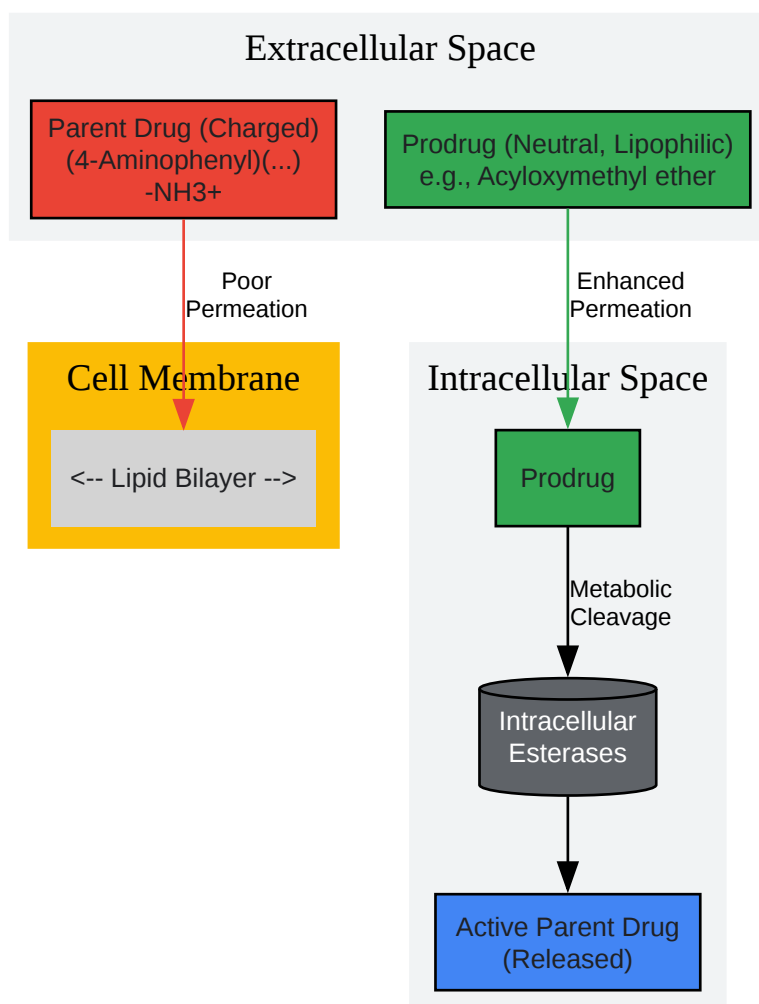 Extracellular Space
Parent Drug (Charged)
(4-Aminophenyl)(...)
-NH3+
Prodrug (Neutral, Lipophilic)
e.g., Acyloxymethyl ether
Poor
Permeation
Enhanced
Permeation
Cell Membrane
<-- Lipid Bilayer -->
Intracellular Space
Prodrug
Metabolic
Cleavage
Intracellular
Esterases
Active Parent Drug
(Released)